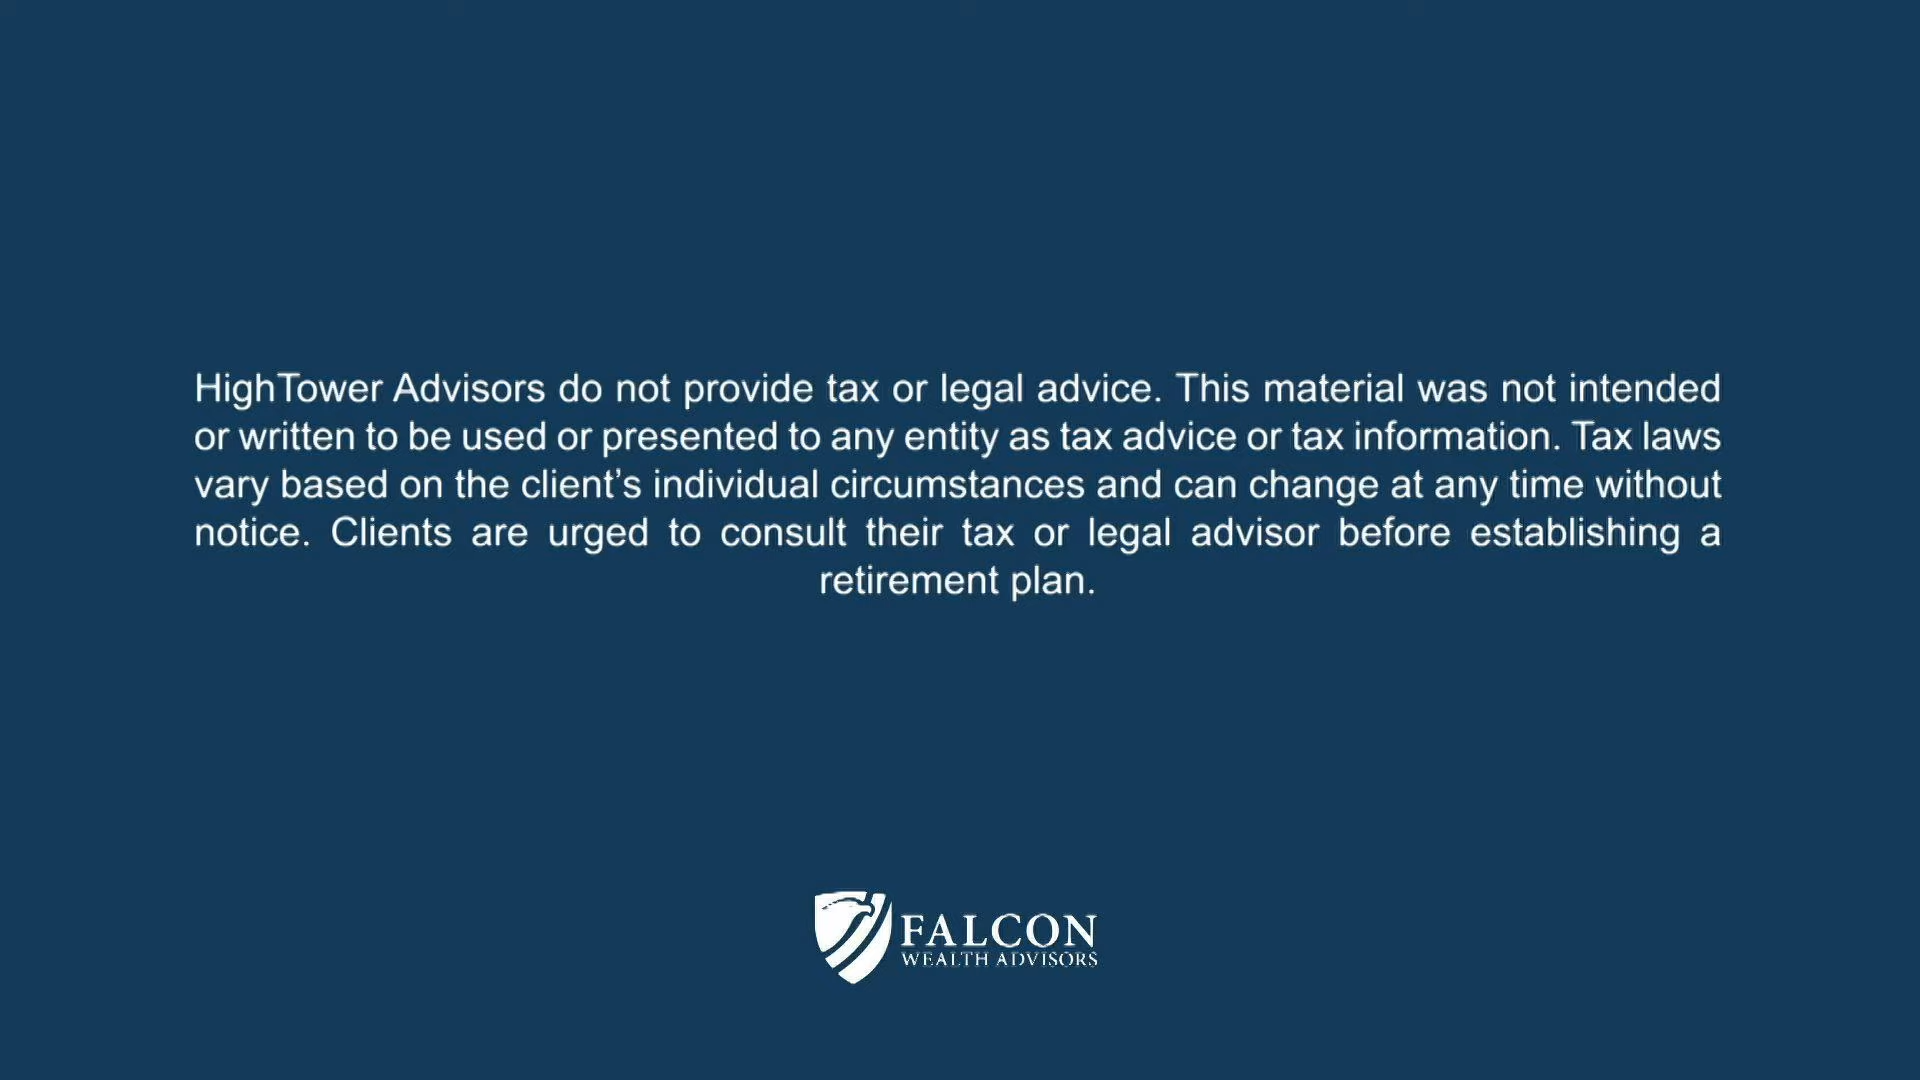 HighTower Advisors do not provide tax or legal advice. This material was not intended
or written to be used or presented to any entity as tax advice or tax information. Tax laws
vary based on the client’s individual circumstances and can change at any time without
notice. Clients are urged to consult their tax or legal advisor before establishing a
retirement plan.
FALCON
WEALTH ADVISORS